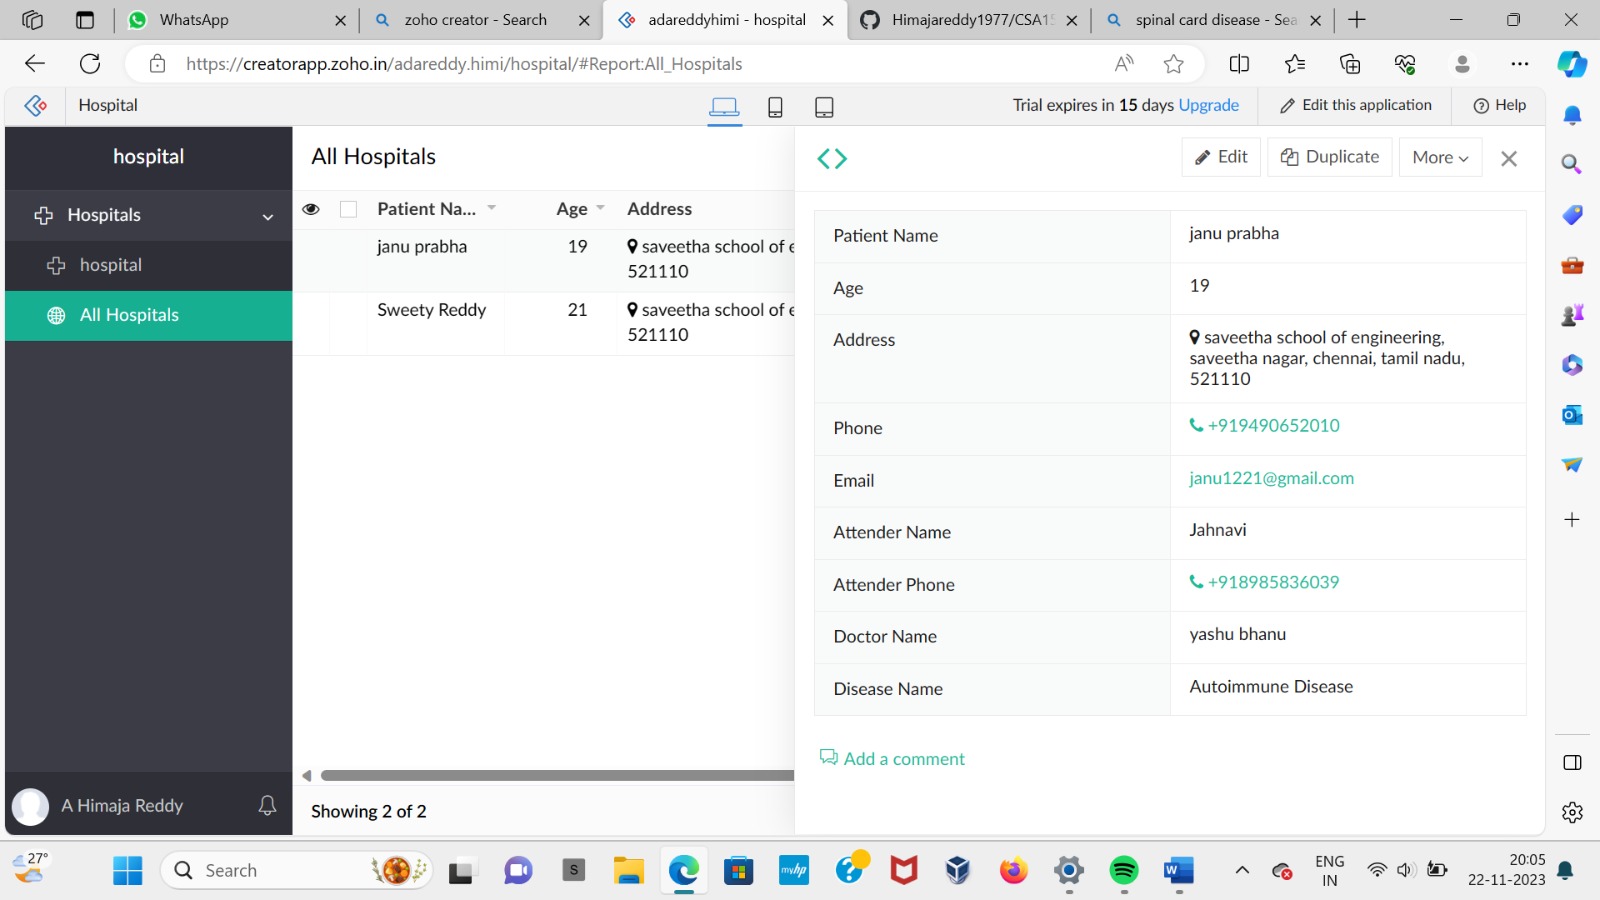 WhatsApp
zoho creator - Search
adareddyhimi - hospital
Himajareddy1977/CSA15
spinal card disease - Sea
https://creatorapp.zoho.in/adareddy.himi/hospital/#Report:All_Hospitals
Hospital
Trial expires in 15 days Upgrade
Edit this application
Help
hospital
Hospitals
hospital
All Hospitals
A Himaja Reddy
All Hospitals
Patient Na... Age Address
janu prabha 19 saveetha school of e
521110
Sweety Reddy 21 saveetha school of e
521110
Showing 2 of 2
Edit Duplicate More
Patient Name janu prabha
Age 19
Address saveetha school of engineering,
saveetha nagar, chennai, tamil nadu,
521110
Phone +919490652010
Email janu1221@gmail.com
Attender Name Jahnavi
Attender Phone +918985836039
Doctor Name yashu bhanu
Disease Name Autoimmune Disease
Add a comment
27°
Search
S
myhp
?
W
ENG
IN
20:05
22-11-2023